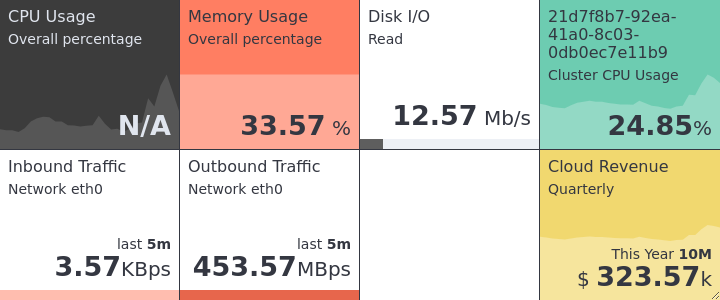 CPU Usage
Overall percentage
N/A
Memory Usage
Overall percentage
33.57 %
Disk I/O
Read
12.57 Mb/s
21d7f8b7-92ea-
41a0-8c03-
0db0ec7e11b9
Cluster CPU Usage
24.85%
Inbound Traffic
Network eth0
last 5m
3.57KBps
Outbound Traffic
Network eth0
last 5m
453.57MBps
Cloud Revenue
Quarterly
This Year 10M
$ 323.57k